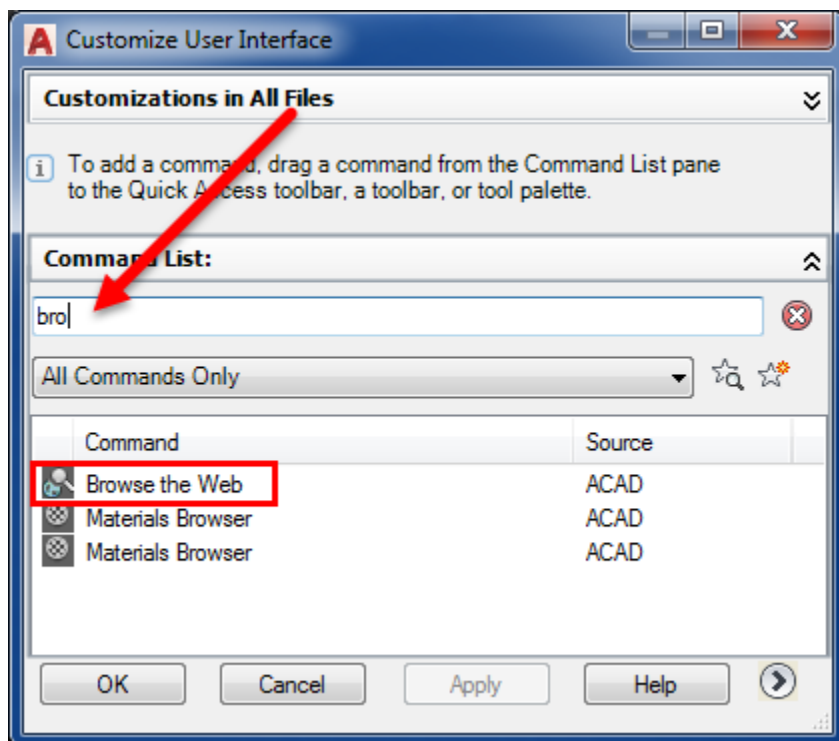 Customize User Interface
Customizations in All Files
To add a command, drag a command from the Command List pane
to the Quick Access toolbar, a toolbar, or tool palette.
Command List:
bro
All Commands Only
Command Source
Browse the Web ACAD
Materials Browser ACAD
Materials Browser ACAD
OK Cancel Apply Help